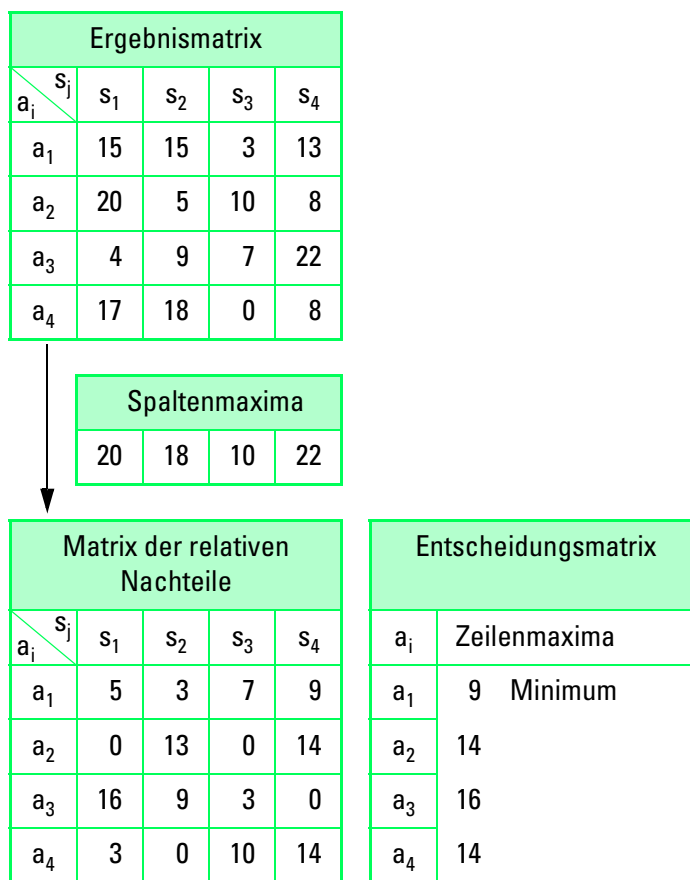 Ergebnismatrix
a_i s_j s_1 s_2 s_3 s_4
a_1 15 15 3 13
a_2 20 5 10 8
a_3 4 9 7 22
a_4 17 18 0 8
Spaltenmaxima
20 18 10 22
Matrix der relativen
Nachteile
a_i s_j s_1 s_2 s_3 s_4
a_1 5 3 7 9
a_2 0 13 0 14
a_3 16 9 3 0
a_4 3 0 10 14
Entscheidungsmatrix
a_i Zeilenmaxima
a_1 9 Minimum
a_2 14
a_3 16
a_4 14